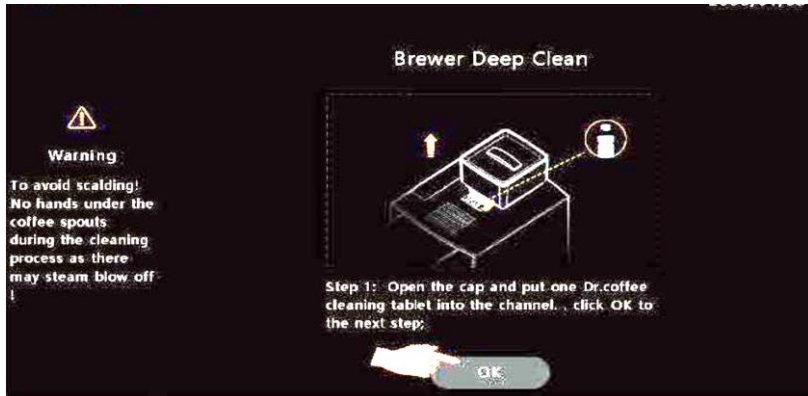 Brewer Deep Clean
Warning
To avoid scalding!
No hands under the
coffee spouts
during the cleaning
process as there
may steam blow off
!
Step 1: Open the cap and put one Dr.coffee
cleaning tablet into the channel. , click OK to
the next step;
OK